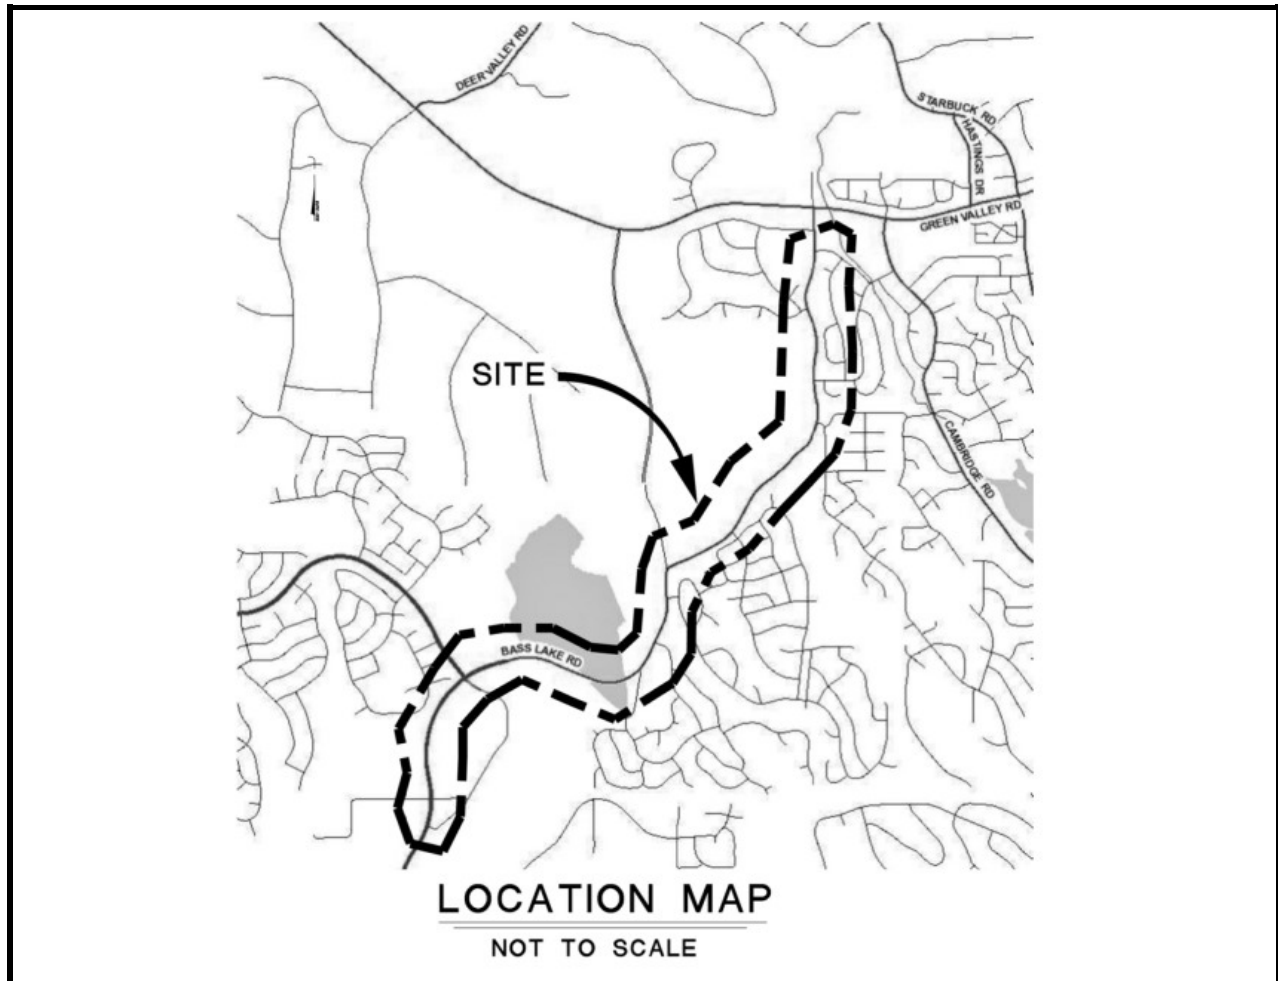 DEER VALLEY RD
STARBUCK RD
HASTINGS DR
GREEN VALLEY RD
SITE
CAMBRIDGE RD
BASS LAKE RD
LOCATION MAP
NOT TO SCALE